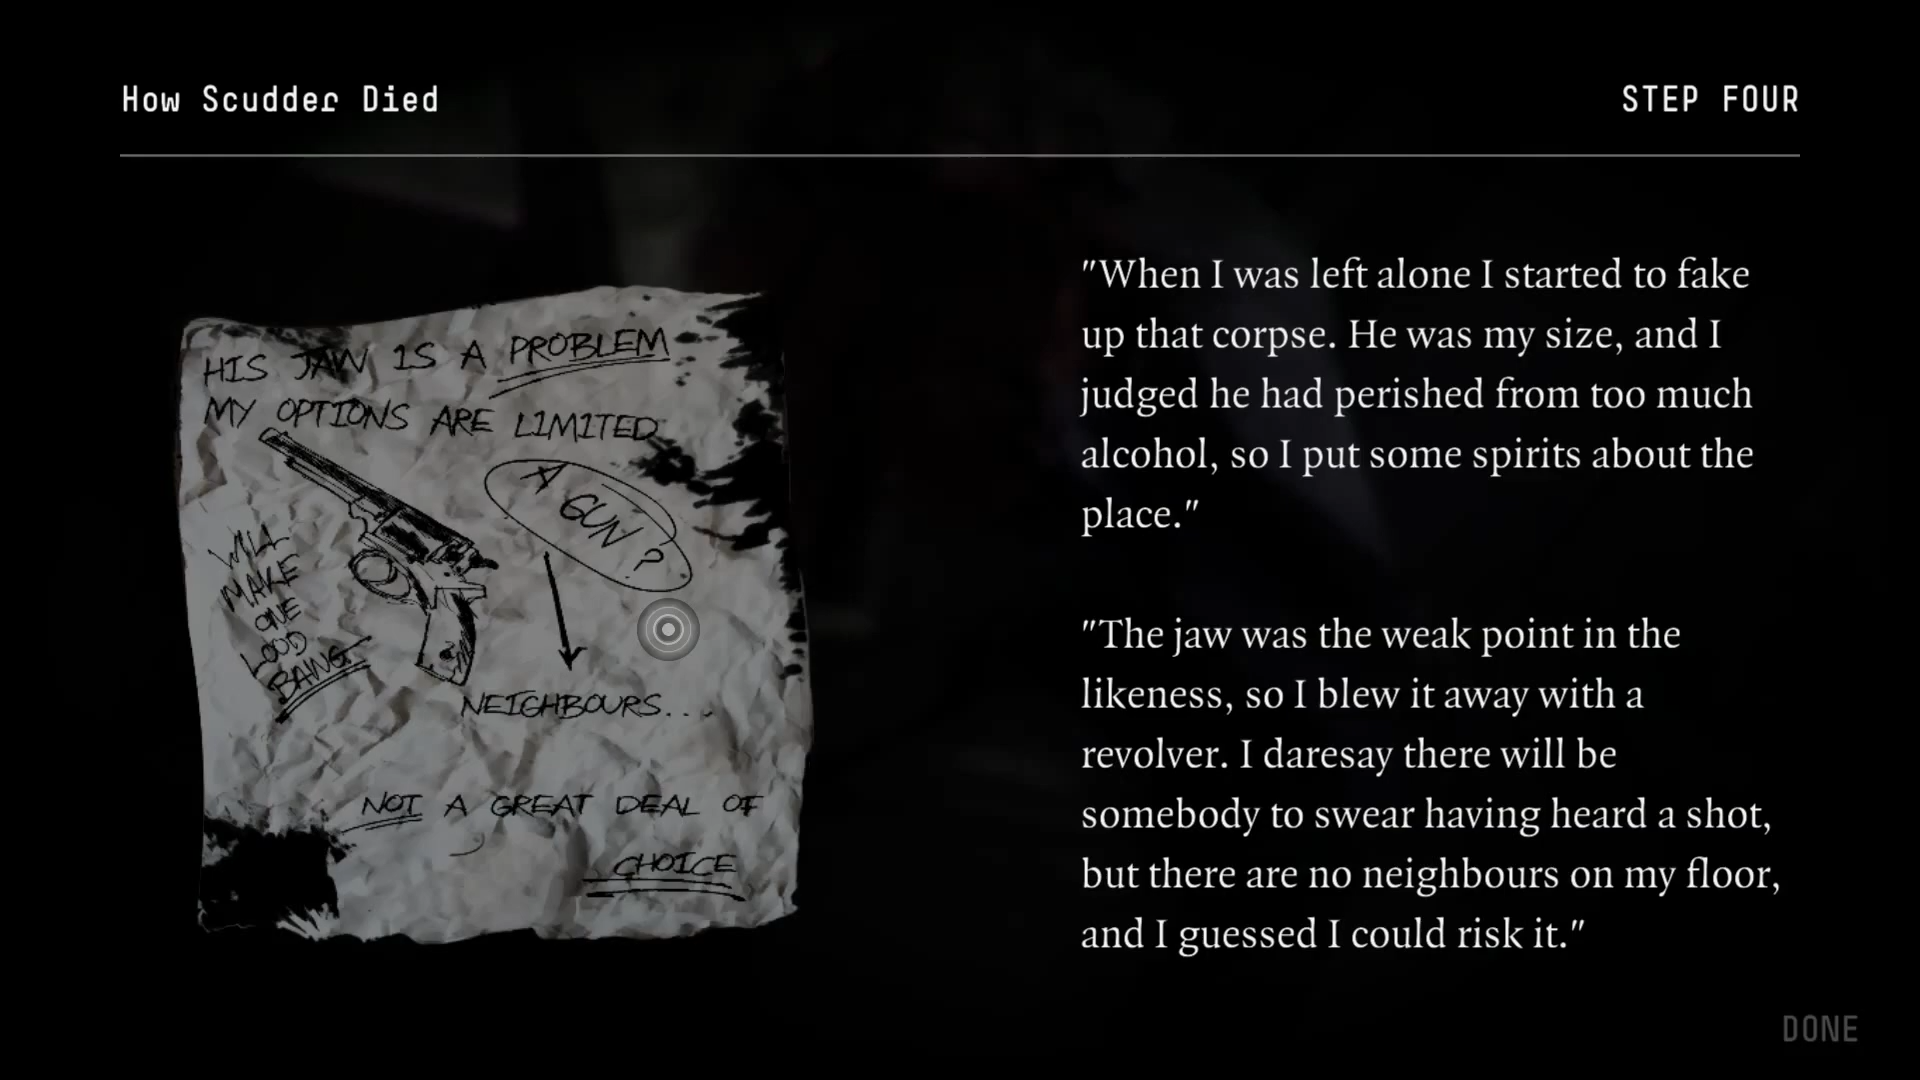 How Scudder Died
STEP FOUR
HIS JAW IS A PROBLEM
MY OPTIONS ARE LIMITED
A
GUN?
WILL
MAKE
ONE
LOUD
BANG.
NEIGHBOURS...
NOT A GREAT DEAL OF
CHOICE
"When I was left alone I started to fake
up that corpse. He was my size, and I
judged he had perished from too much
alcohol, so I put some spirits about the
place."
"The jaw was the weak point in the
likeness, so I blew it away with a
revolver. I daresay there will be
somebody to swear having heard a shot,
but there are no neighbours on my floor,
and I guessed I could risk it."
DONE